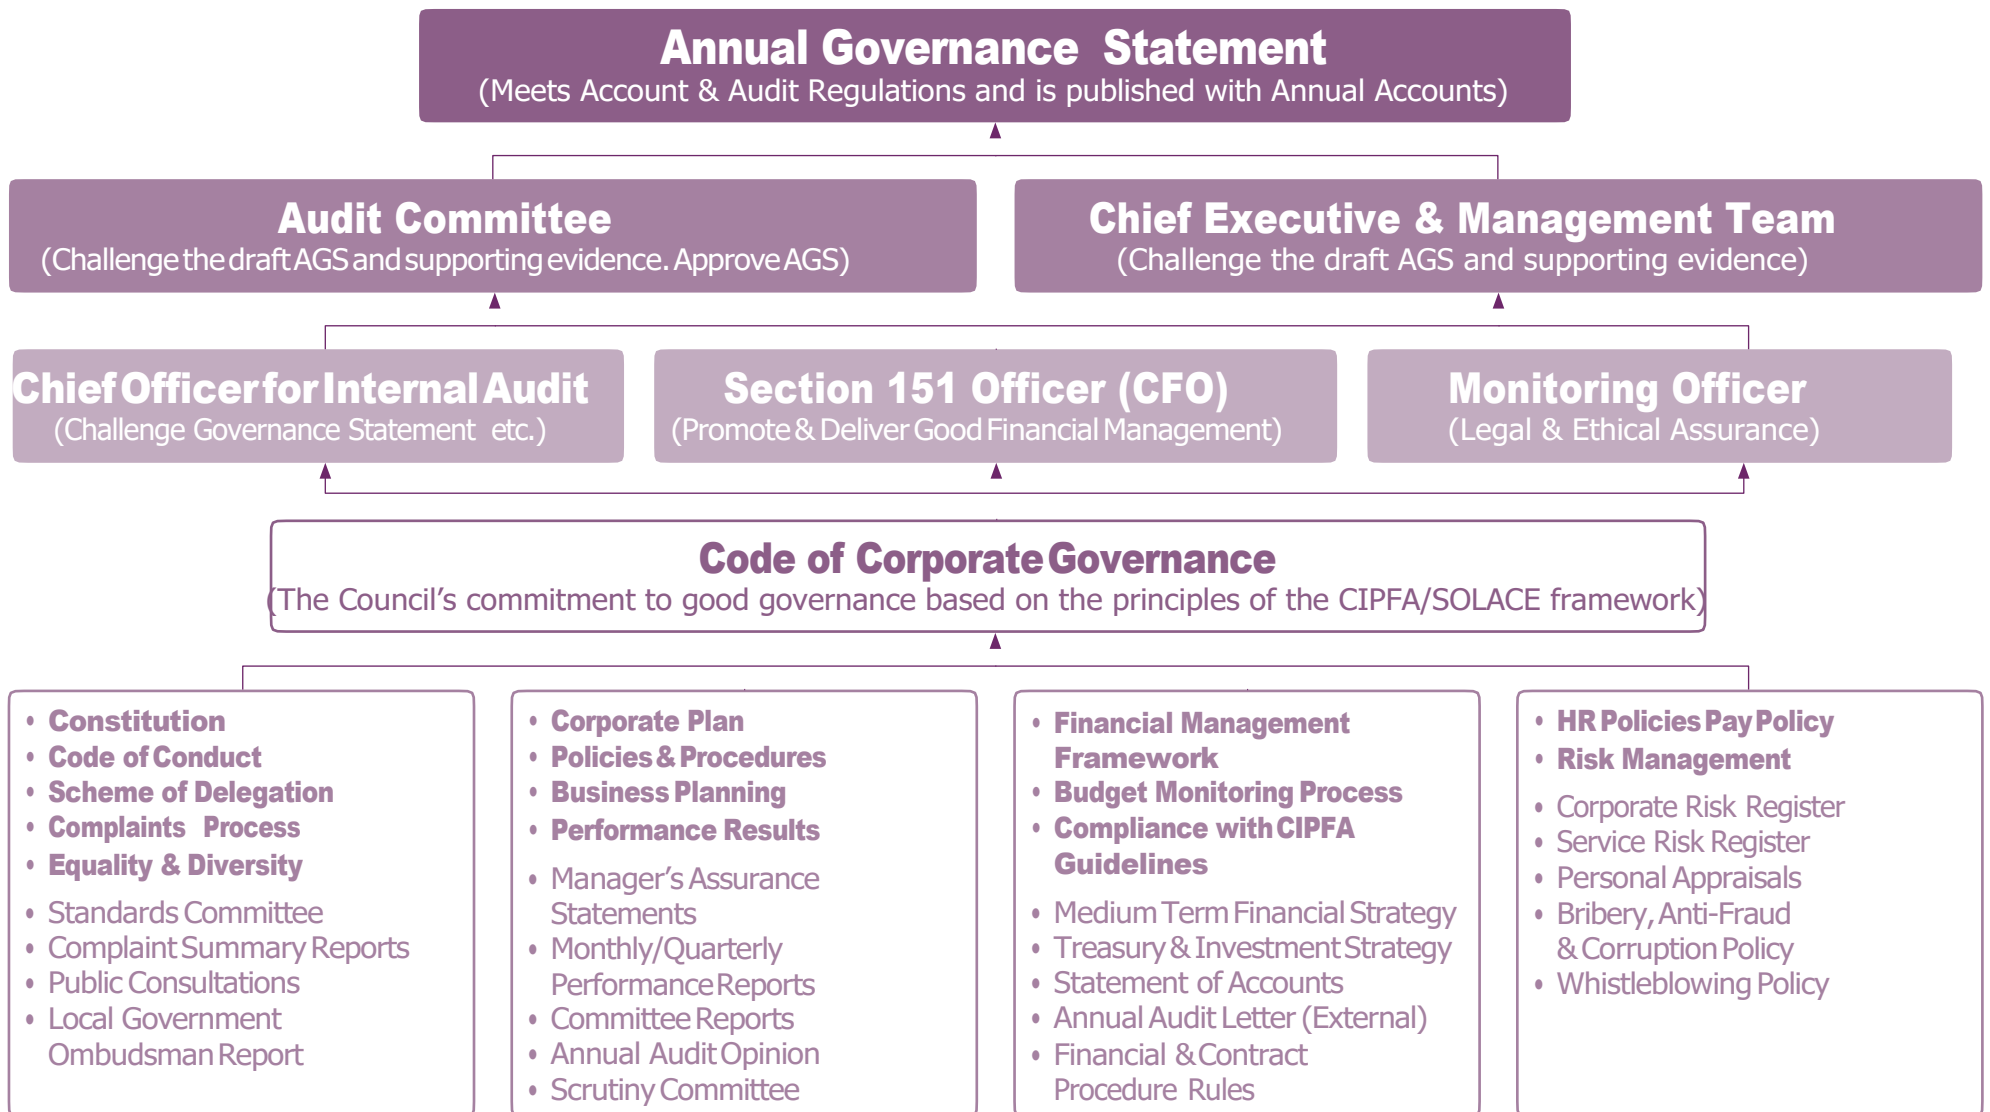 Annual Governance Statement
(Meets Account & Audit Regulations and is published with Annual Accounts)
Audit Committee
(Challenge the draft AGS and supporting evidence. Approve AGS)
Chief Executive & Management Team
(Challenge the draft AGS and supporting evidence)
Chief Officer for Internal Audit
(Challenge Governance Statement etc.)
Section 151 Officer (CFO)
(Promote & Deliver Good Financial Management)
Monitoring Officer
(Legal & Ethical Assurance)
Code of Corporate Governance
(The Council’s commitment to good governance based on the principles of the CIPFA/SOLACE framework)
• Constitution
• Code of Conduct
• Scheme of Delegation
• Complaints Process
• Equality & Diversity
• Standards Committee
• Complaint Summary Reports
• Public Consultations
• Local Government
Ombudsman Report
• Corporate Plan
• Policies & Procedures
• Business Planning
• Performance Results
• Manager’s Assurance
Statements
• Monthly/Quarterly
Performance Reports
• Committee Reports
• Annual Audit Opinion
• Scrutiny Committee
• Financial Management
Framework
• Budget Monitoring Process
• Compliance with CIPFA
Guidelines
• Medium Term Financial Strategy
• Treasury & Investment Strategy
• Statement of Accounts
• Annual Audit Letter (External)
• Financial & Contract
Procedure Rules
• HR Policies Pay Policy
• Risk Management
• Corporate Risk Register
• Service Risk Register
• Personal Appraisals
• Bribery, Anti-Fraud
& Corruption Policy
• Whistleblowing Policy